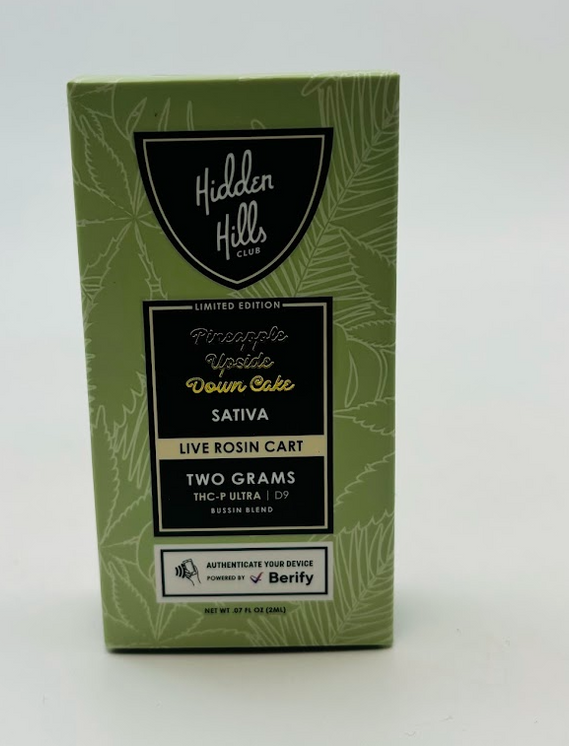 Hidden
Hills
CLUB
LIMITED EDITION
Pineapple
Upside
Down Cake
SATIVA
LIVE ROSIN CART
TWO GRAMS
THC-P ULTRA | D9
BUSSIN BLEND
AUTHENTICATE YOUR DEVICE
POWERED BY Berify
NET WT .07 FL OZ (2ML)